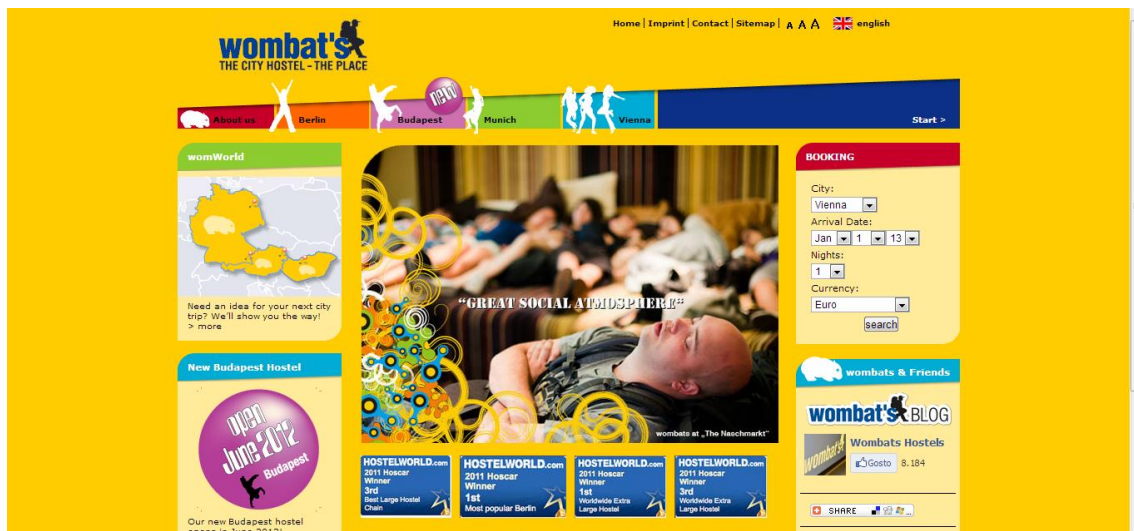 Home | Imprint | Contact | Sitemap | A A A english
wombat's
THE CITY HOSTEL - THE PLACE
new
About us Berlin Budapest Munich Vienna Start >
womWorld
Need an idea for your next city
trip? We'll show you the way!
> more
New Budapest Hostel
Open
June 2012
Budapest
Our new Budapest hostel
opens in June 2012!
"GREAT SOCIAL ATMOSPHERE"
wombats at „The Naschmarkt"
HOSTELWORLD.com
2011 Hoscar
Winner
3rd
Best Large Hostel
Chain
HOSTELWORLD.com
2011 Hoscar
Winner
1st
Most popular Berlin
HOSTELWORLD.com
2011 Hoscar
Winner
1st
Worldwide Extra
Large Hostel
HOSTELWORLD.com
2011 Hoscar
Winner
3rd
Worldwide Extra
Large Hostel
BOOKING
City:
Vienna
Arrival Date:
Jan 1 13
Nights:
1
Currency:
Euro
search
wombats & Friends
wombat's BLOG
wombat's
Wombats Hostels
Gosto 8.184
SHARE